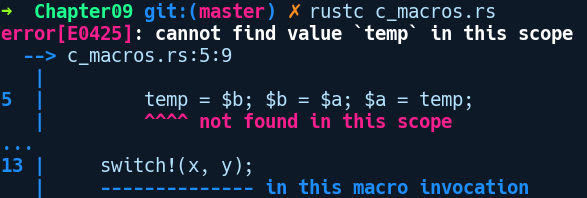 ➜  Chapter09 git:(master) ✗ rustc c_macros.rs
error[E0425]: cannot find value `temp` in this scope
  --> c_macros.rs:5:9
   |
5  |         temp = $b; $b = $a; $a = temp;
   |         ^^^^ not found in this scope
...
13 |     switch!(x, y);
   |     -------------- in this macro invocation